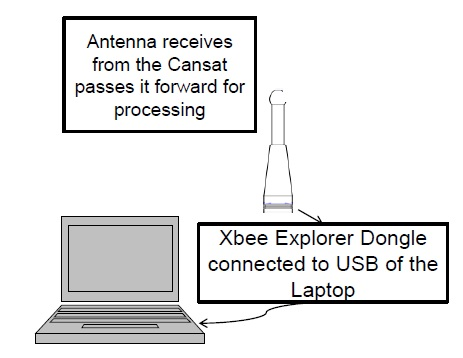 Antenna receives
from the Cansat
passes it forward for
processing
Xbee Explorer Dongle
connected to USB of the
Laptop